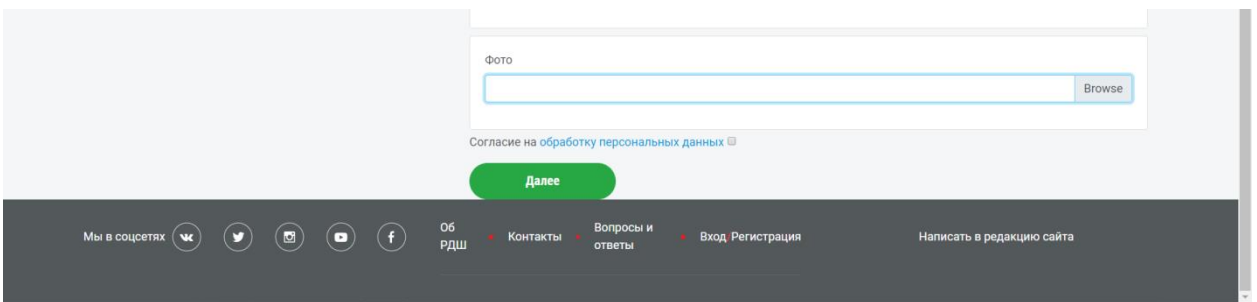 Фото
Browse
Согласие на обработку персональных данных
Далее
Мы в соцсетях
Об РДШ
Контакты
Вопросы и ответы
Вход/Регистрация
Написать в редакцию сайта